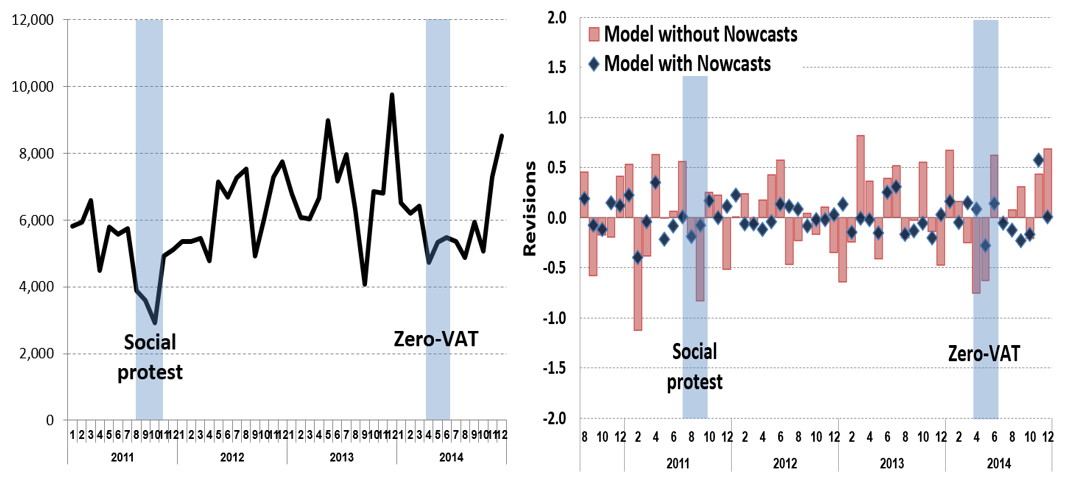 12,000
10,000
8,000
6,000
4,000
2,000
0
Social
protest
Zero-VAT
1 2 3 4 5 6 7 8 9 10 11 12 1 2 3 4 5 6 7 8 9 10 11 12 1 2 3 4 5 6 7 8 9 10 11 12 1 2 3 4 5 6 7 8 9 10 11 12
2011 2012 2013 2014
2.0
1.5
1.0
0.5
0.0
-0.5
-1.0
-1.5
-2.0
Revisions
Model without Nowcasts
Model with Nowcasts
Social
protest
Zero-VAT
8 10 12 2 4 6 8 10 12 2 4 6 8 10 12 2 4 6 8 10 12 2 4 6 8 10 12
2011 2012 2013 2014